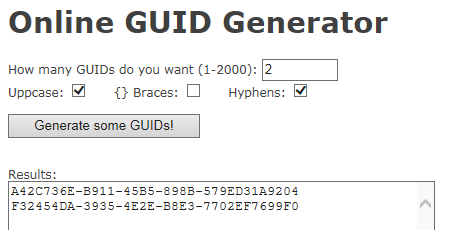 Online GUID Generator
How many GUIDs do you want (1-2000): 2
Uppcase: {} Braces: Hyphens:
Generate some GUIDs!
Results:
A42C736E-B911-45B5-898B-579ED31A9204
F32454DA-3935-4E2E-B8E3-7702EF7699F0